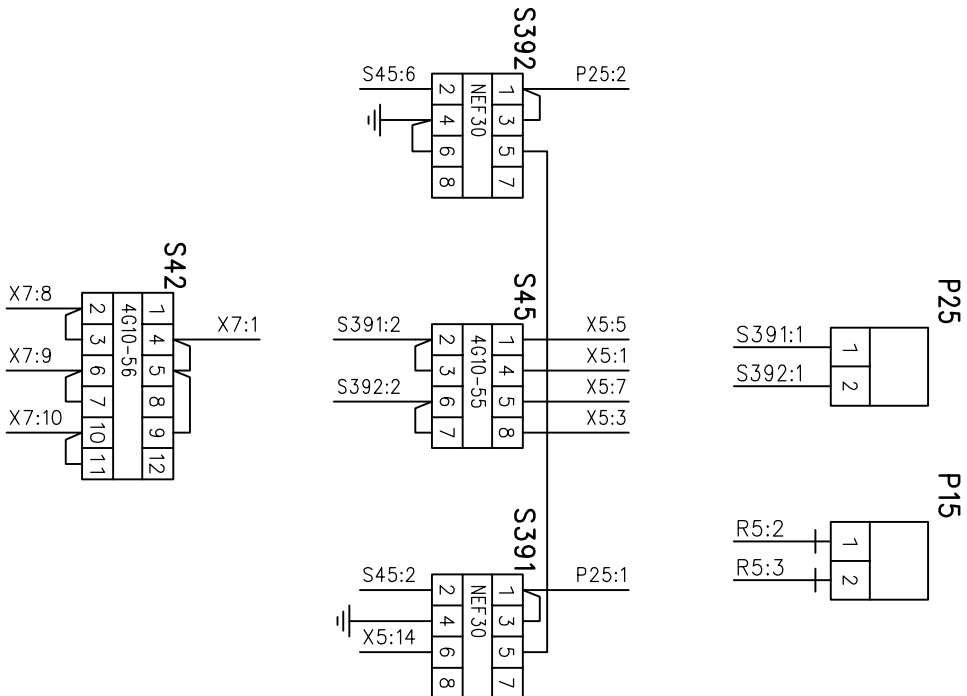 S392
S45:6
P25:2
NEF30
1
3
5
7
2
4
6
8
S45
S391:2
S392:2
X5:5
X5:1
X5:7
X5:3
4G10-55
1
4
5
8
2
3
6
7
P25
S391:1
S392:1
1
2
S42
X7:8
X7:9
X7:10
X7:1
4G10-56
1
4
5
8
9
12
2
3
6
7
10
11
S391
S45:2
X5:14
P25:1
NEF30
1
3
5
7
2
4
6
8
P15
R5:2
R5:3
1
2